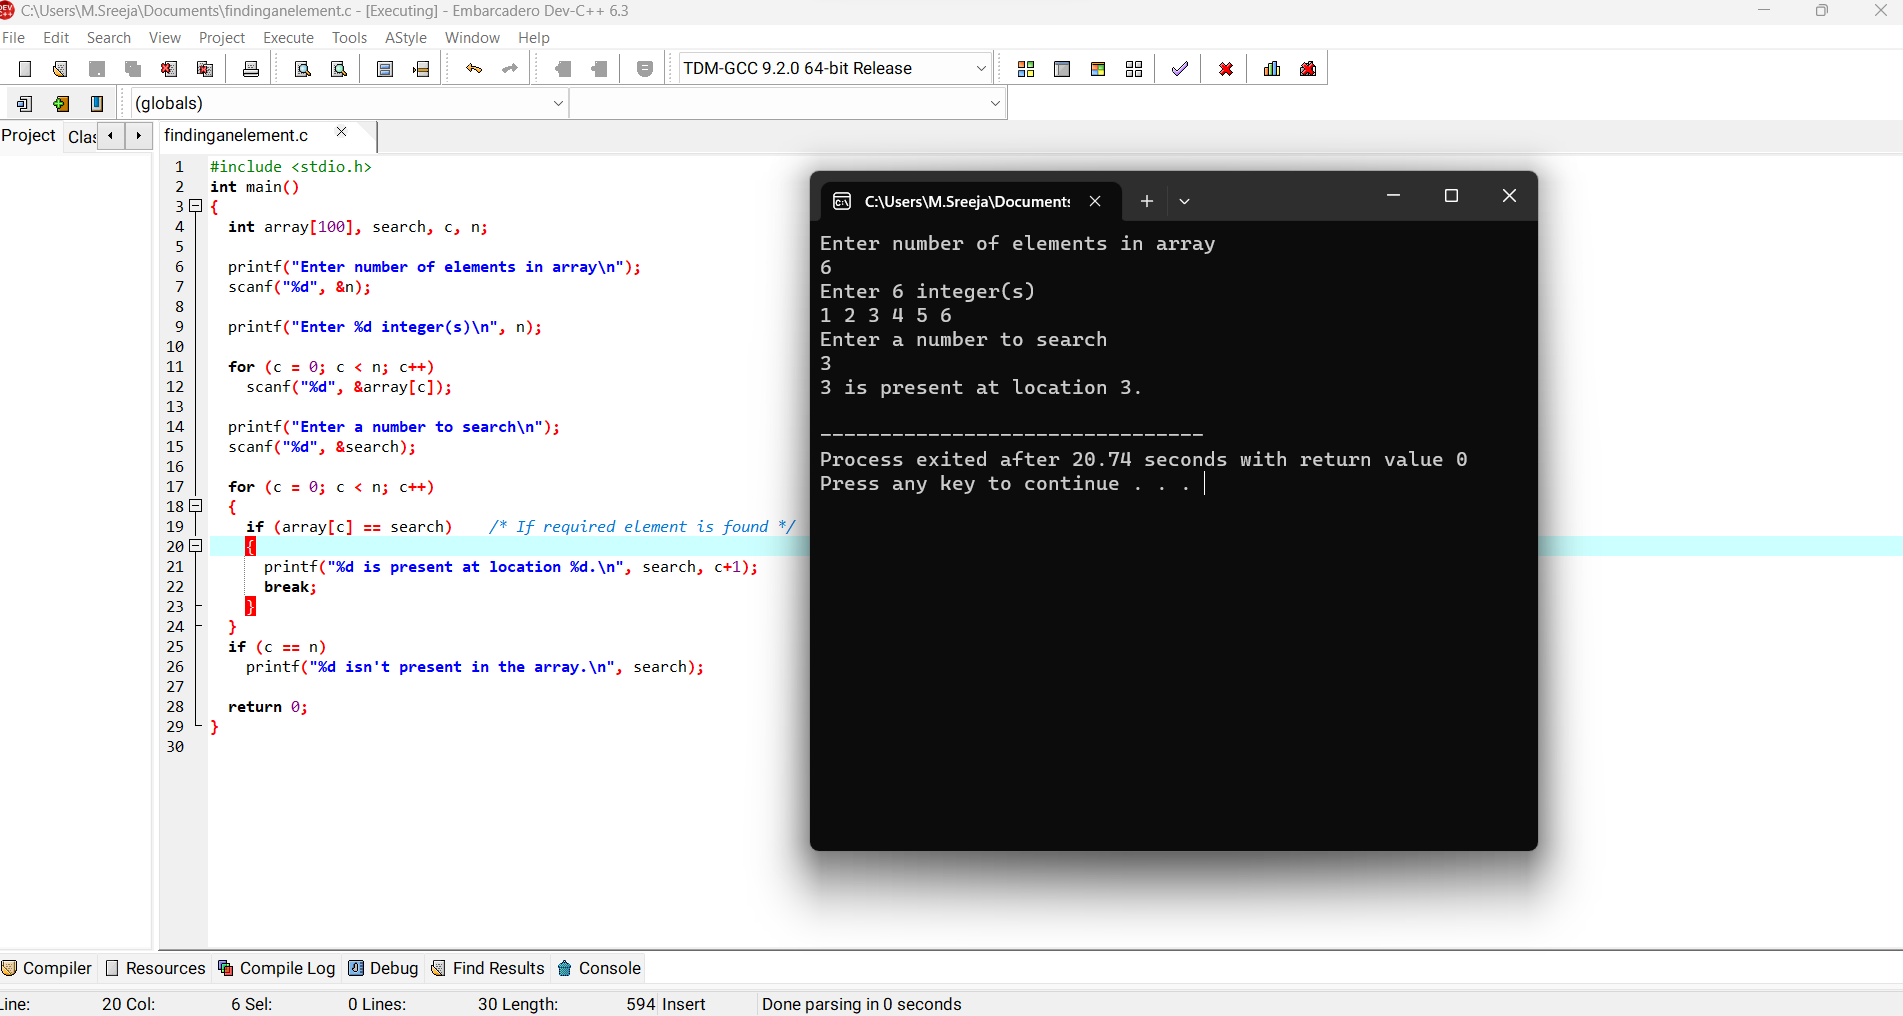 C:\Users\M.Sreeja\Documents\findinganelement.c - [Executing] - Embarcadero Dev-C++ 6.3
File Edit Search View Project Execute Tools AStyle Window Help
TDM-GCC 9.2.0 64-bit Release
(globals)
Project Clas findinganelement.c
1 #include <stdio.h>
2 int main()
3 {
4 int array[100], search, c, n;
5
6 printf("Enter number of elements in array\n");
7 scanf("%d", &n);
8
9 printf("Enter %d integer(s)\n", n);
10
11 for (c = 0; c < n; c++)
12 scanf("%d", &array[c]);
13
14 printf("Enter a number to search\n");
15 scanf("%d", &search);
16
17 for (c = 0; c < n; c++)
18 {
19 if (array[c] == search) /* If required element is found */
20 {
21 printf("%d is present at location %d.\n", search, c+1);
22 break;
23 }
24 }
25 if (c == n)
26 printf("%d isn't present in the array.\n", search);
27
28 return 0;
29 }
30
C:\Users\M.Sreeja\Documents
Enter number of elements in array
6
Enter 6 integer(s)
1 2 3 4 5 6
Enter a number to search
3
3 is present at location 3.
--------------------------------
Process exited after 20.74 seconds with return value 0
Press any key to continue . . .
Compiler Resources Compile Log Debug Find Results Console
Line: 20 Col: 6 Sel: 0 Lines: 30 Length: 594 Insert Done parsing in 0 seconds